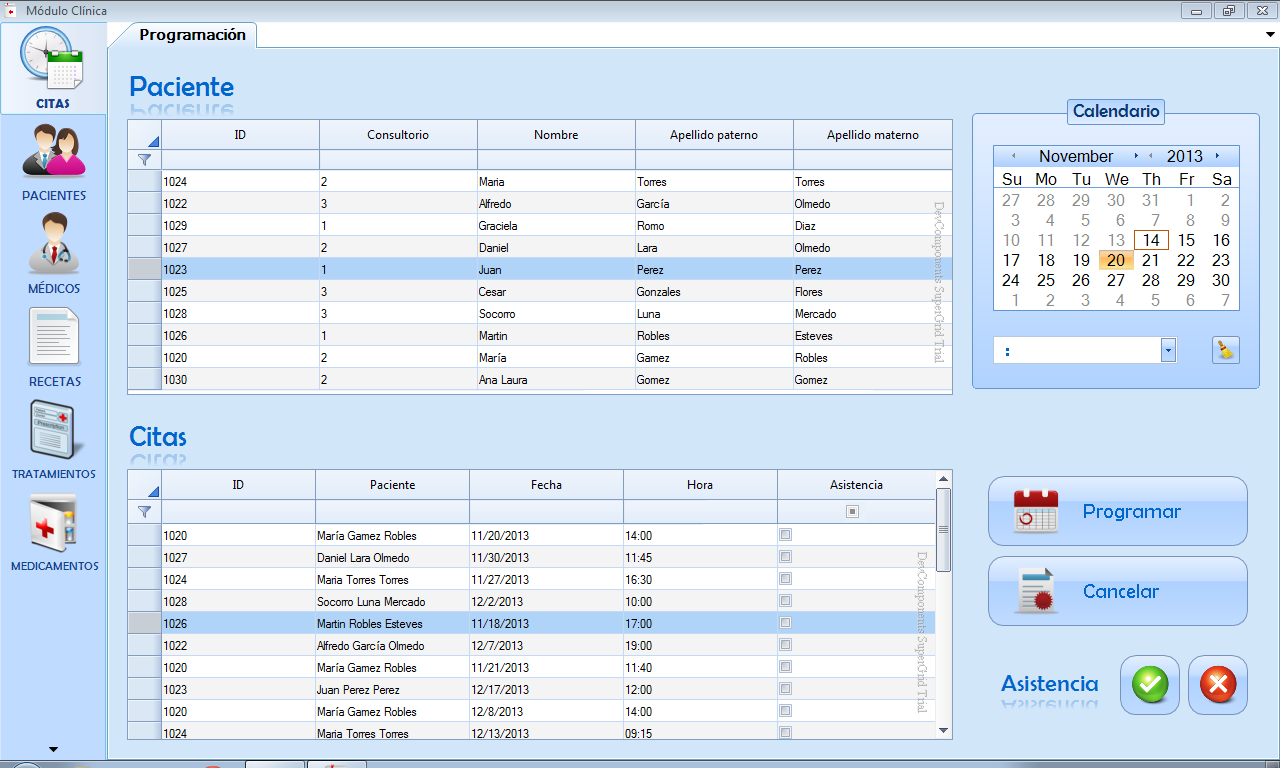 Módulo Clínica
Programación
CITAS
PACIENTES
MÉDICOS
RECETAS
TRATAMIENTOS
MEDICAMENTOS
Paciente
ID Consultorio Nombre Apellido paterno Apellido materno
1024 2 Maria Torres Torres
1022 3 Alfredo García Olmedo
1029 1 Graciela Romo Diaz
1027 2 Daniel Lara Olmedo
1023 1 Juan Perez Perez
1025 3 Cesar Gonzales Flores
1028 3 Socorro Luna Mercado
1026 1 Martin Robles Esteves
1020 2 María Gamez Robles
1030 2 Ana Laura Gomez Gomez
DevComponents SuperGrid Trial
Calendario
November 2013
Su Mo Tu We Th Fr Sa
27 28 29 30 31 1 2
3 4 5 6 7 8 9
10 11 12 13 14 15 16
17 18 19 20 21 22 23
24 25 26 27 28 29 30
1 2 3 4 5 6 7
:
Citas
ID Paciente Fecha Hora Asistencia
1020 María Gamez Robles 11/20/2013 14:00
1027 Daniel Lara Olmedo 11/30/2013 11:45
1024 Maria Torres Torres 11/27/2013 16:30
1028 Socorro Luna Mercado 12/2/2013 10:00
1026 Martin Robles Esteves 11/18/2013 17:00
1022 Alfredo García Olmedo 12/7/2013 19:00
1020 María Gamez Robles 11/21/2013 11:40
1023 Juan Perez Perez 12/17/2013 12:00
1020 María Gamez Robles 12/8/2013 14:00
1024 Maria Torres Torres 12/13/2013 09:15
DevComponents SuperGrid Trial
Programar
Cancelar
Asistencia